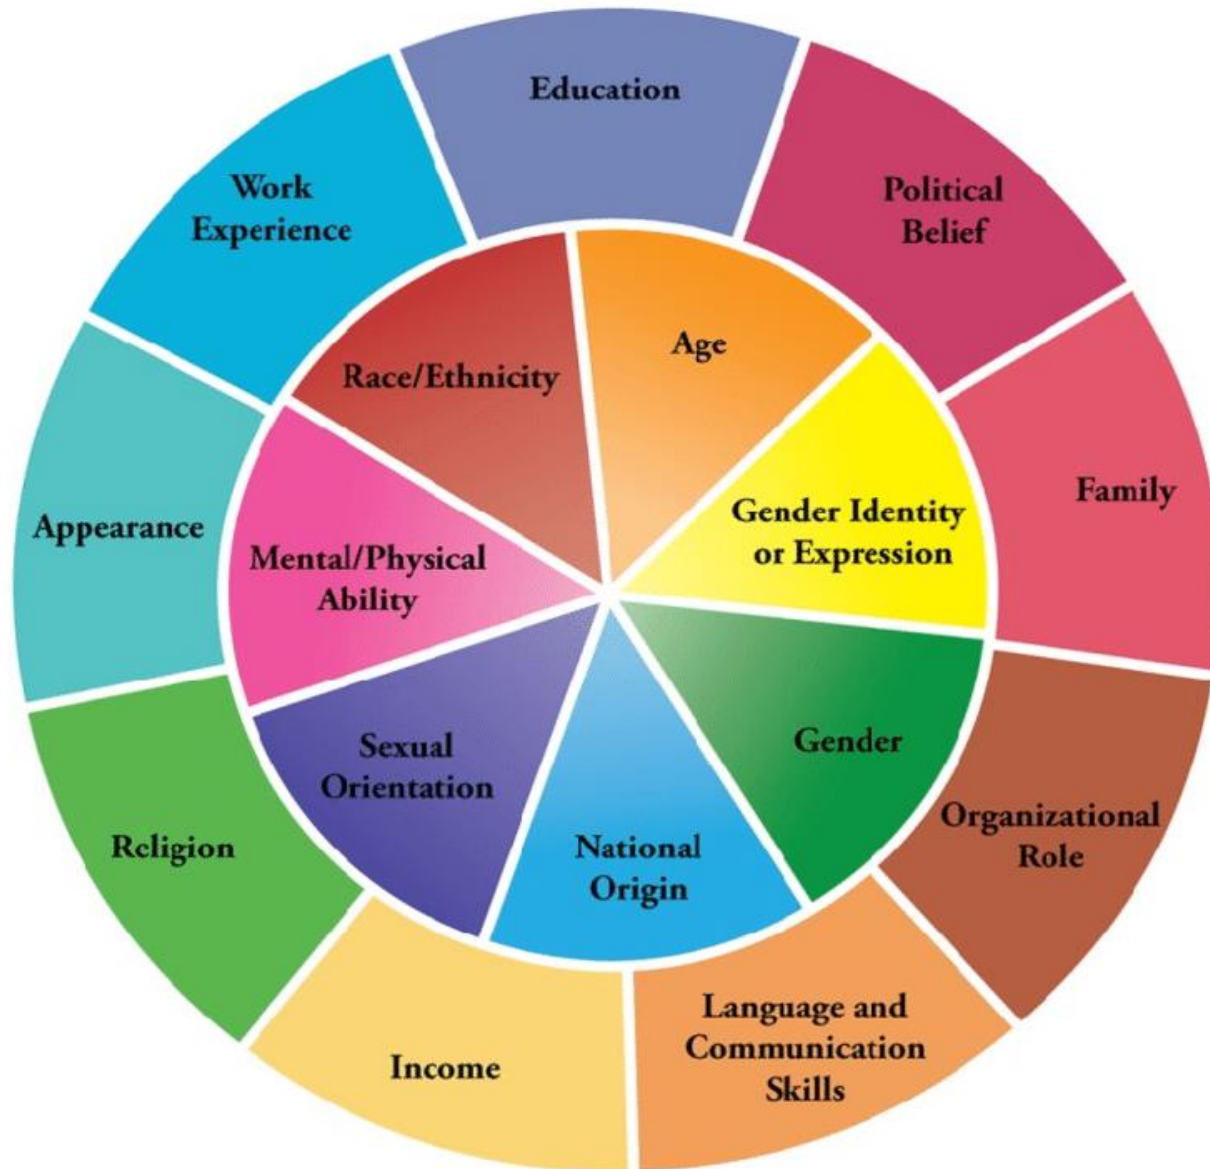 Education
Political
Belief
Family
Organizational
Role
Language and
Communication
Skills
Income
Religion
Appearance
Work
Experience
Age
Gender Identity
or Expression
Gender
National
Origin
Sexual
Orientation
Mental/Physical
Ability
Race/Ethnicity